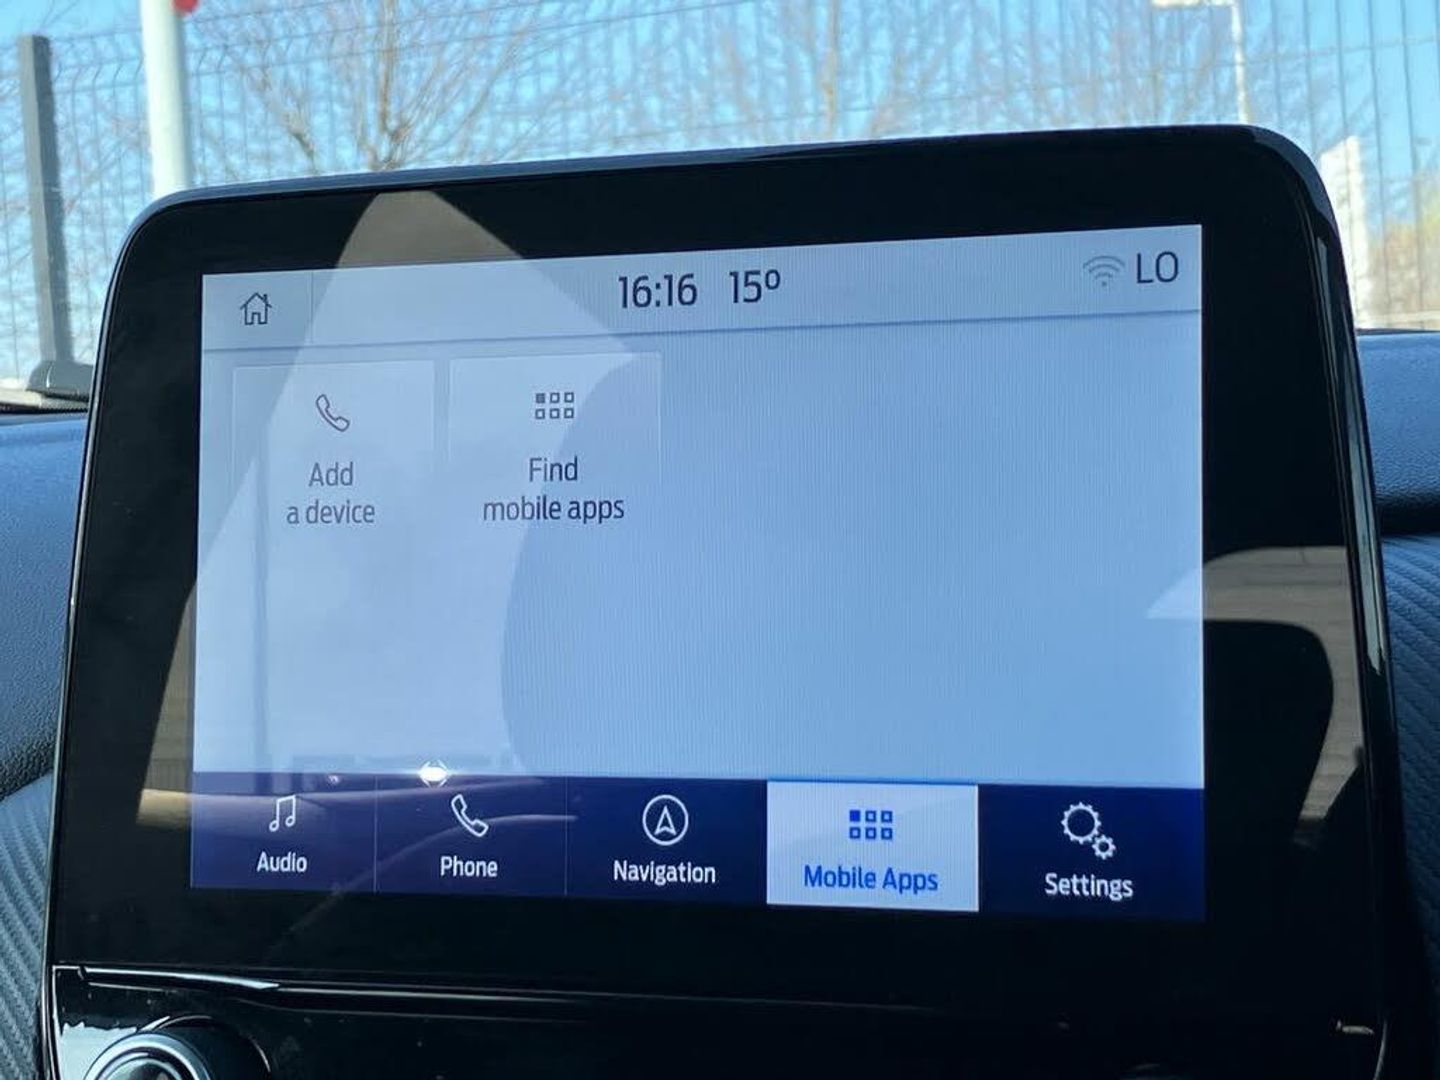 16:16 15º LO
Add
a device
Find
mobile apps
Audio
Phone
Navigation
Mobile Apps
Settings